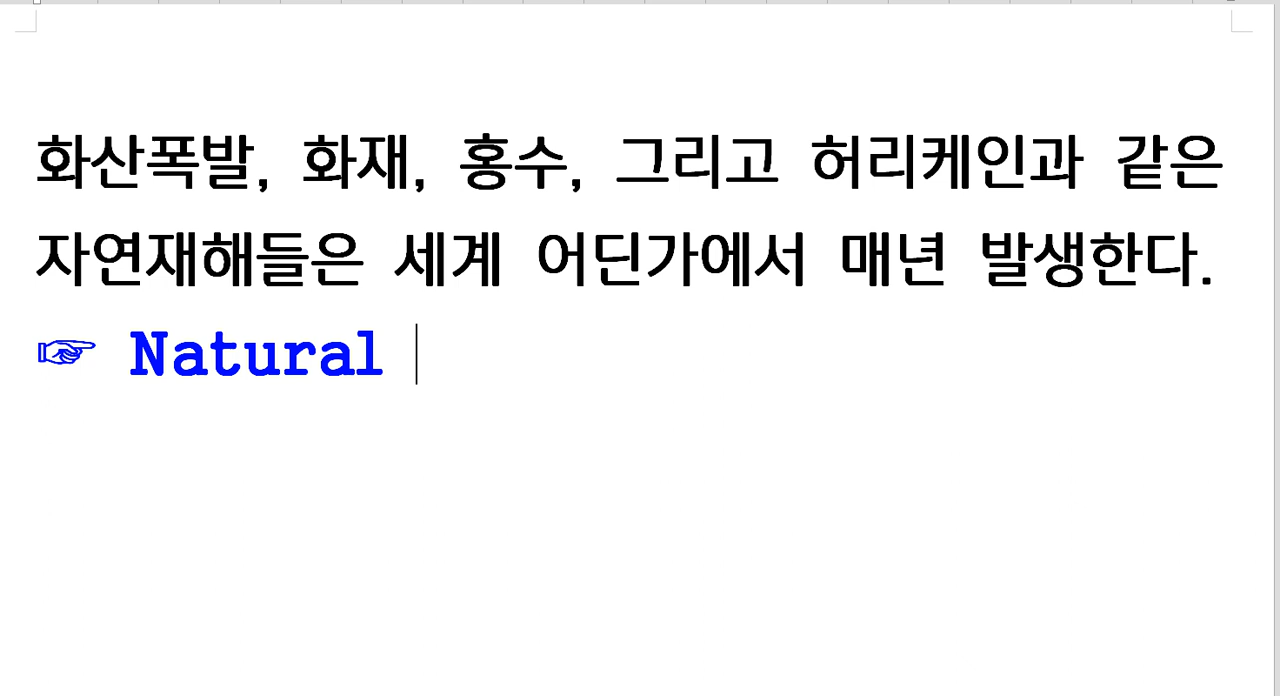 화산폭발, 화재, 홍수, 그리고 허리케인과 같은
자연재해들은 세계 어딘가에서 매년 발생한다.
☞ Natural